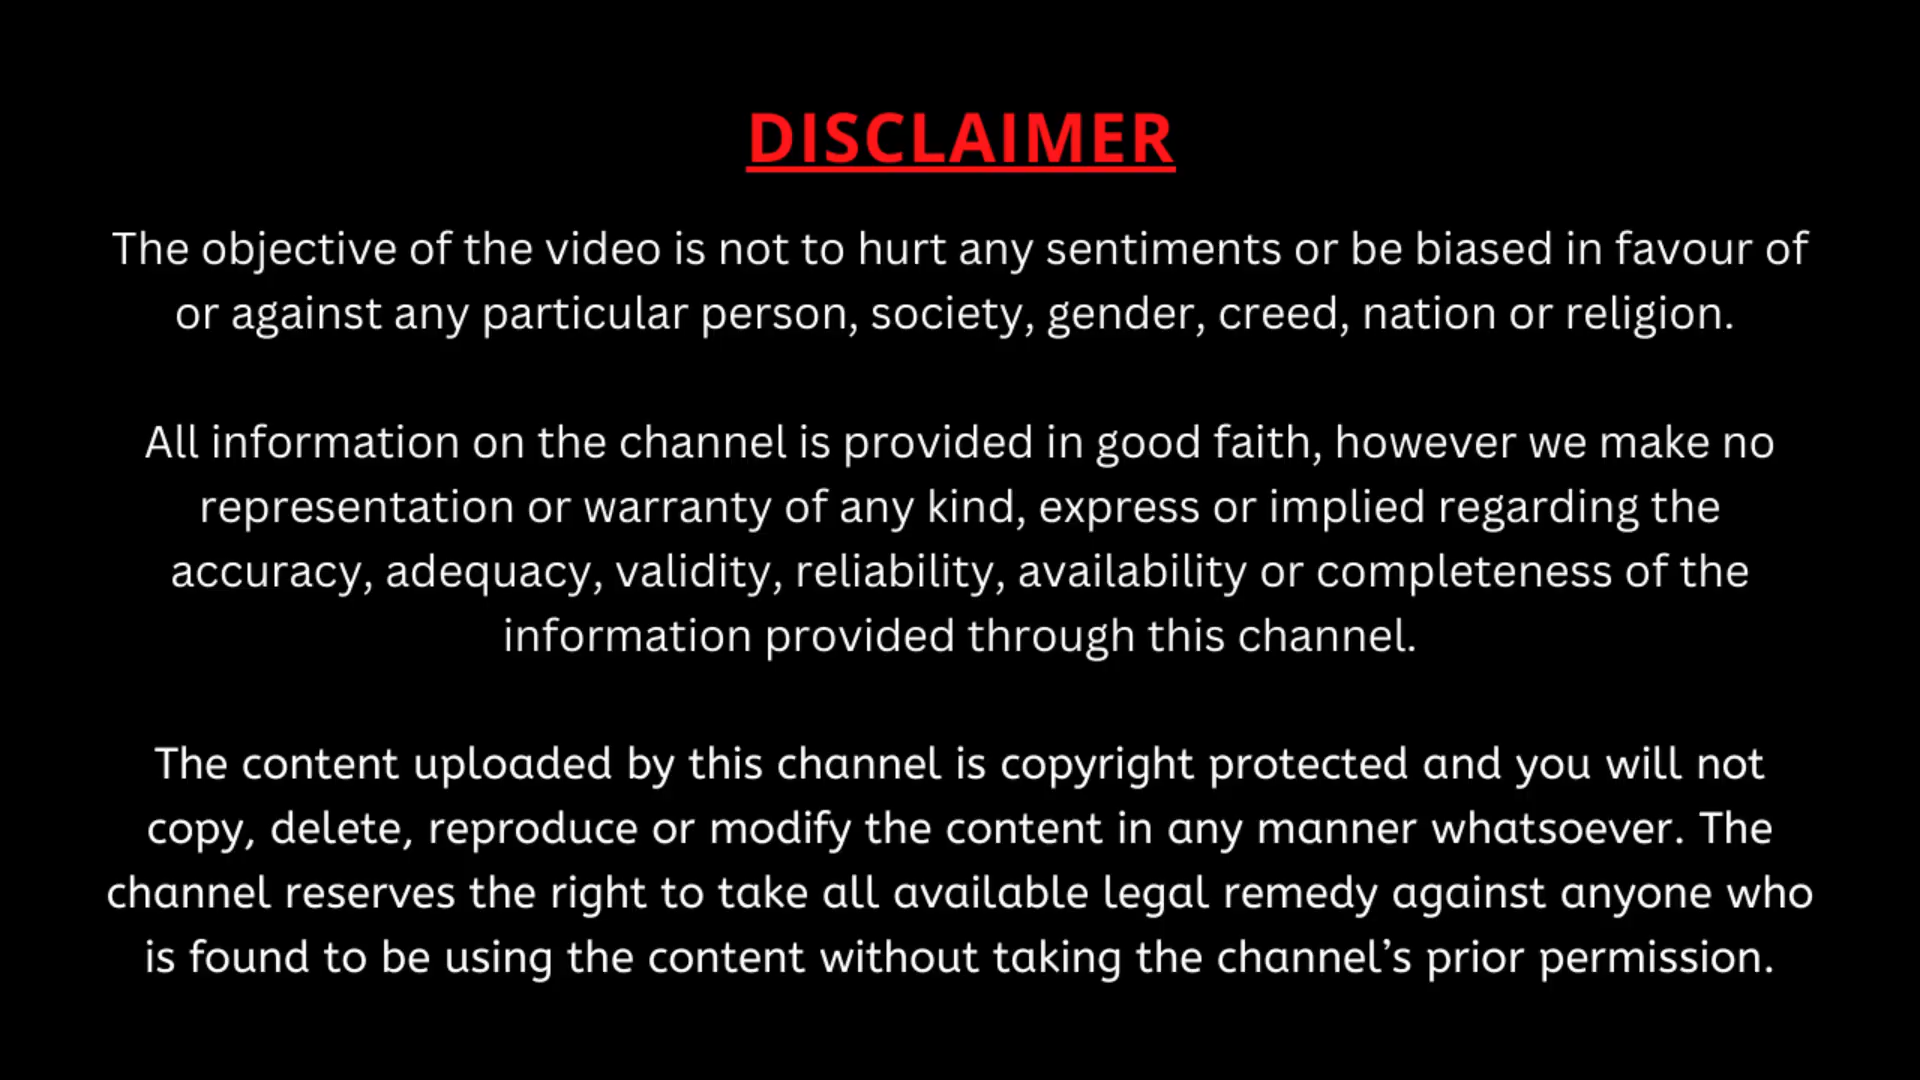 DISCLAIMER
The objective of the video is not to hurt any sentiments or be biased in favour of
or against any particular person, society, gender, creed, nation or religion.
All information on the channel is provided in good faith, however we make no
representation or warranty of any kind, express or implied regarding the
accuracy, adequacy, validity, reliability, availability or completeness of the
information provided through this channel.
The content uploaded by this channel is copyright protected and you will not
copy, delete, reproduce or modify the content in any manner whatsoever. The
channel reserves the right to take all available legal remedy against anyone who
is found to be using the content without taking the channel’s prior permission.